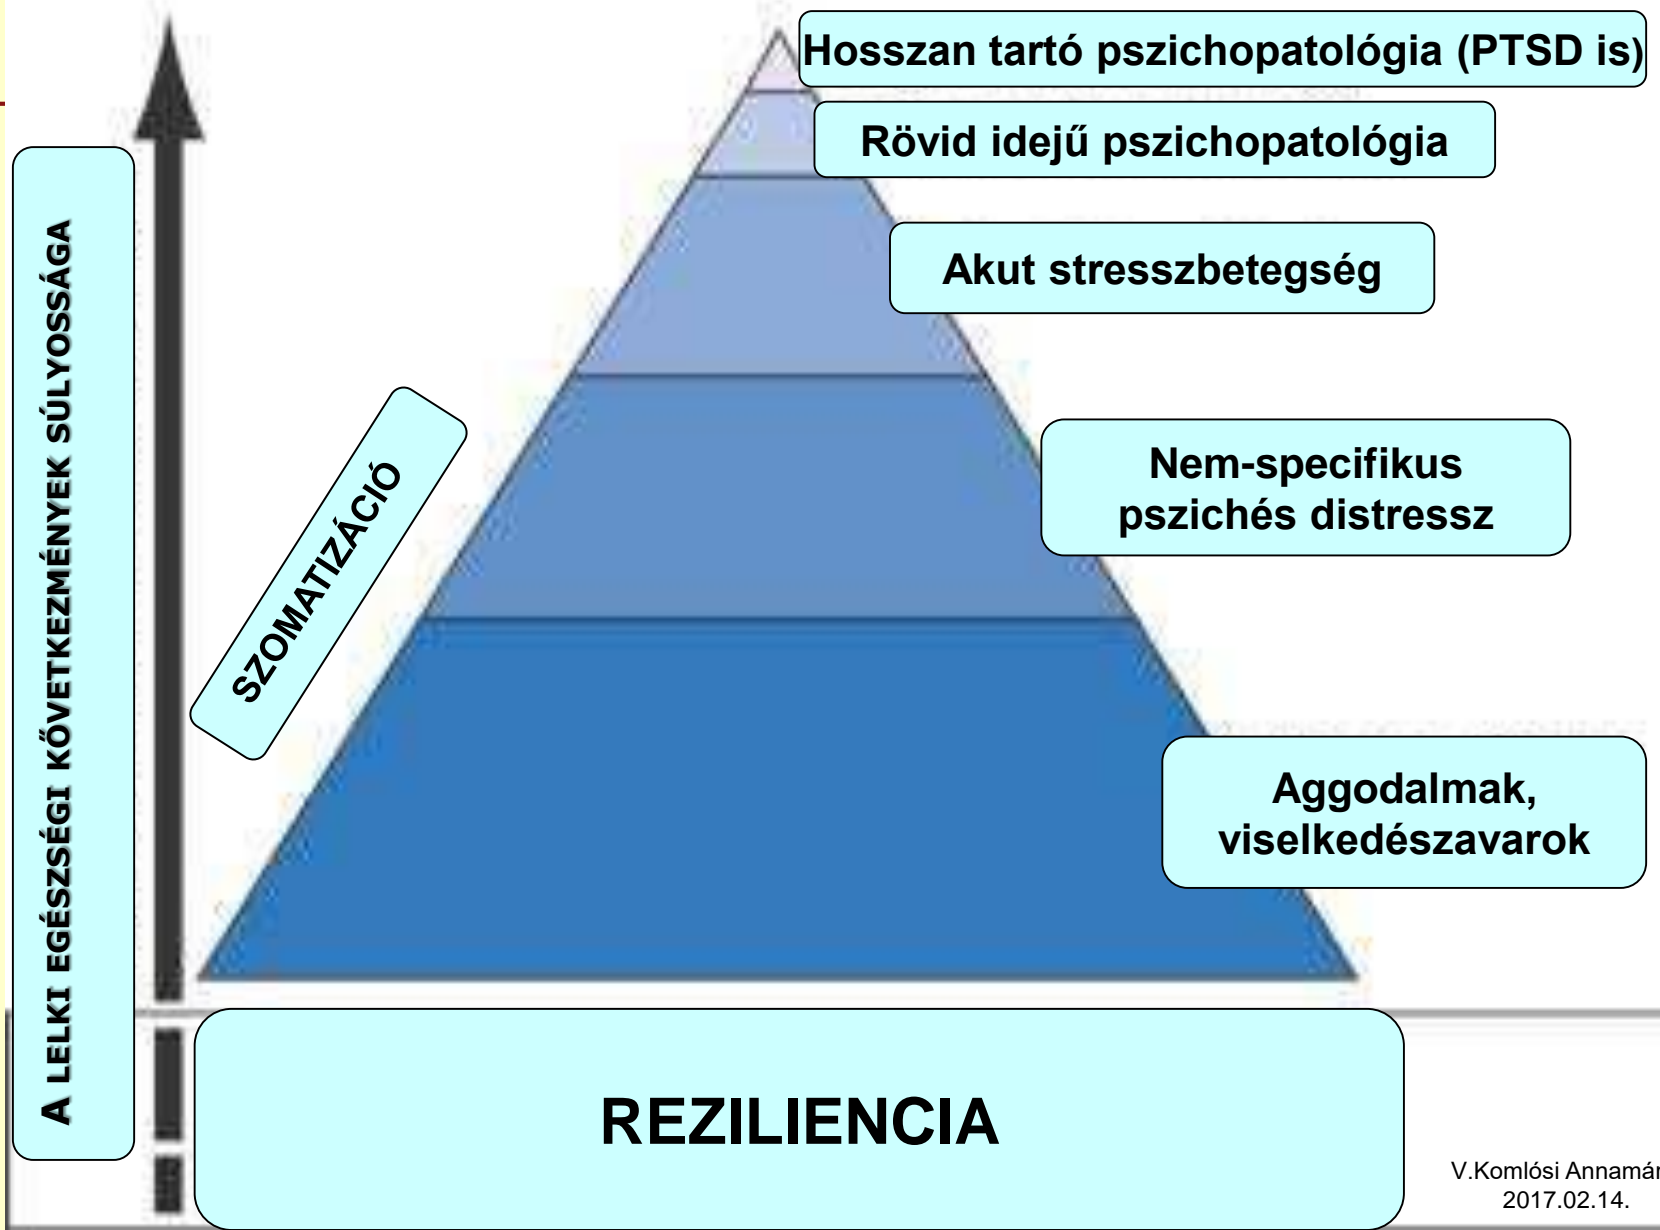 Hosszan tartó pszichopatológia (PTSD is)
Rövid idejű pszichopatológia
Akut stresszbetegség
Nem-specifikus
pszichés distressz
Aggodalmak,
viselkedészavarok
SZOMATIZÁCIÓ
A LELKI EGÉSZSÉGI KÖVETKEZMÉNYEK SÚLYOSSÁGA
REZILIENCIA
V.Komlósi
2017.02.14.